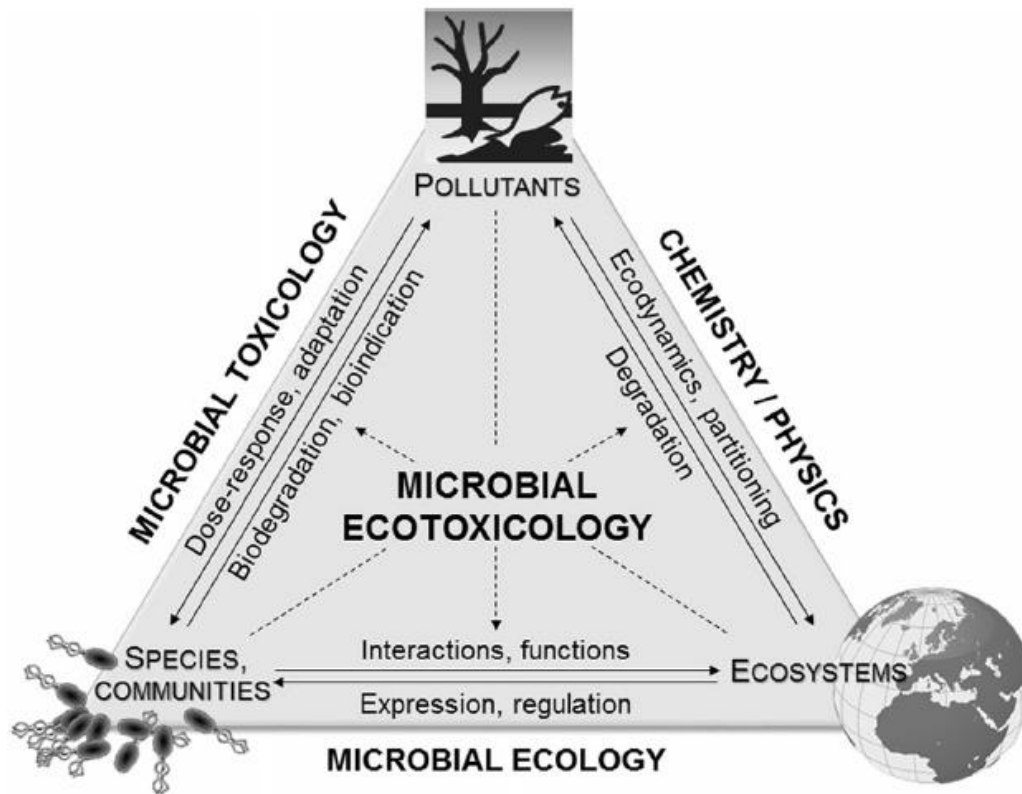 POLLUTANTS
MICROBIAL TOXICOLOGY
Dose-response, adaptation
Biodegradation, bioindication
CHEMISTRY / PHYSICS
Ecodynamics, partitioning
Degradation
MICROBIAL
ECOTOXICOLOGY
SPECIES,
COMMUNITIES
Interactions, functions
Expression, regulation
ECOSYSTEMS
MICROBIAL ECOLOGY